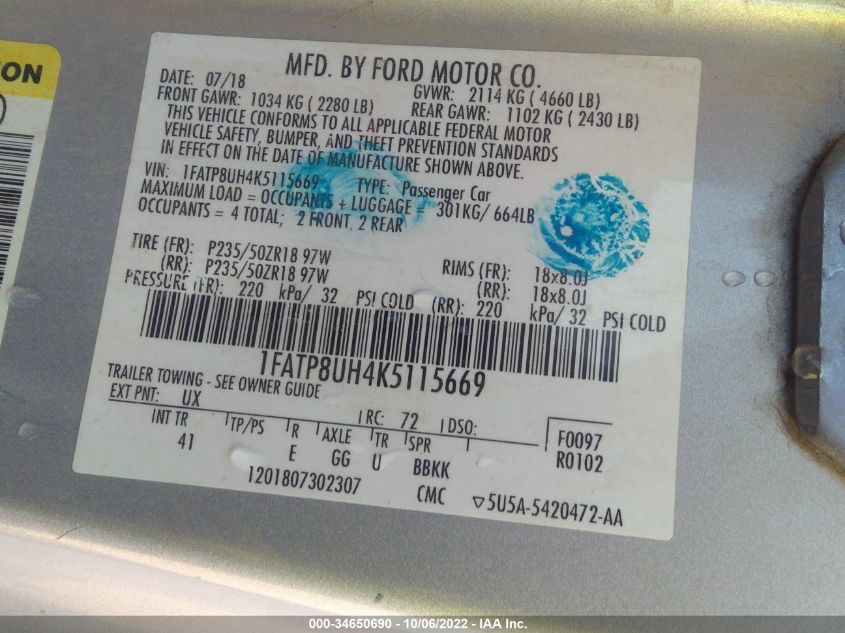 ION
MFD. BY FORD MOTOR CO.
DATE: 07/18 GVWR: 2114 KG ( 4660 LB)
FRONT GAWR: 1034 KG ( 2280 LB) REAR GAWR: 1102 KG ( 2430 LB)
THIS VEHICLE CONFORMS TO ALL APPLICABLE FEDERAL MOTOR
VEHICLE SAFETY, BUMPER, AND THEFT PREVENTION STANDARDS
IN EFFECT ON THE DATE OF MANUFACTURE SHOWN ABOVE.
VIN: 1FATP8UH4K5115669 TYPE: Passenger Car
MAXIMUM LOAD = OCCUPANTS + LUGGAGE = 301KG/ 664LB
OCCUPANTS = 4 TOTAL; 2 FRONT, 2 REAR
TIRE (FR): P235/50ZR18 97W RIMS (FR): 18x8.0J
(RR): P235/50ZR18 97W (RR): 18x8.0J
PRESSURE (FR): 220 kPa/ 32 PSI COLD (RR): 220 kPa/ 32 PSI COLD
1FATP8UH4K5115669
TRAILER TOWING - SEE OWNER GUIDE
EXT PNT: UX RC: 72 DSO: F0097
INT TR TP/PS R AXLE TR SPR R0102
41 E GG U BBKK
1201807302307 CMC 5U5A-5420472-AA
000-34650690 - 10/06/2022 - IAA Inc.